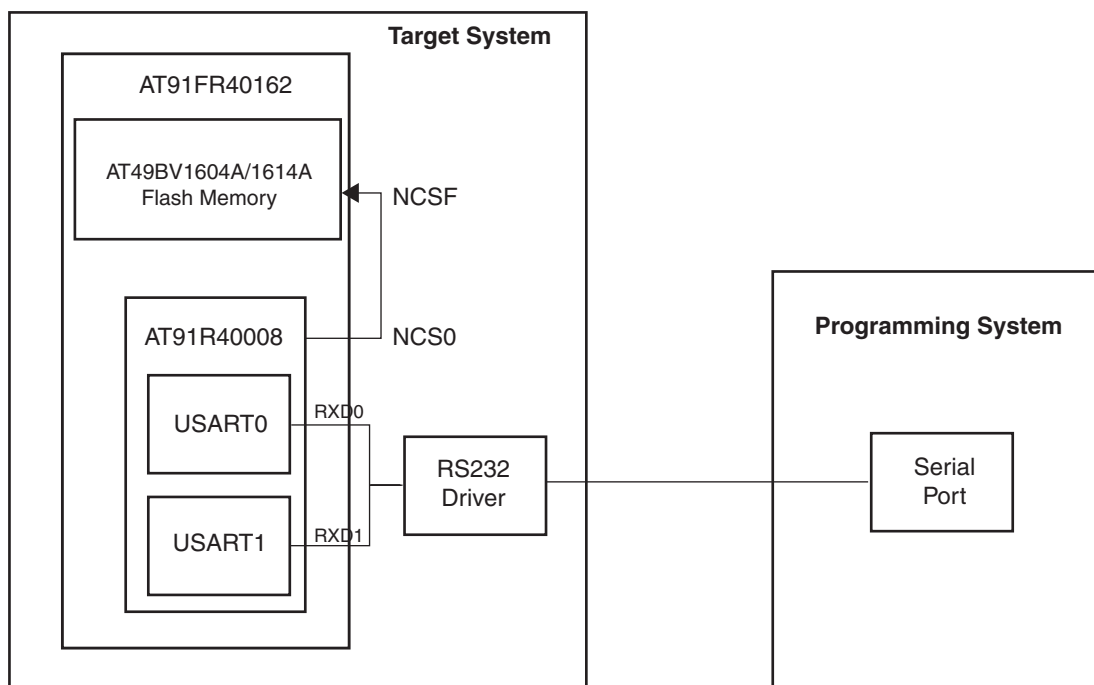 Target System
AT91FR40162
AT49BV1604A/1614A
Flash Memory
NCSF
AT91R40008
NCS0
USART0
RXD0
USART1
RXD1
RS232
Driver
Programming System
Serial
Port